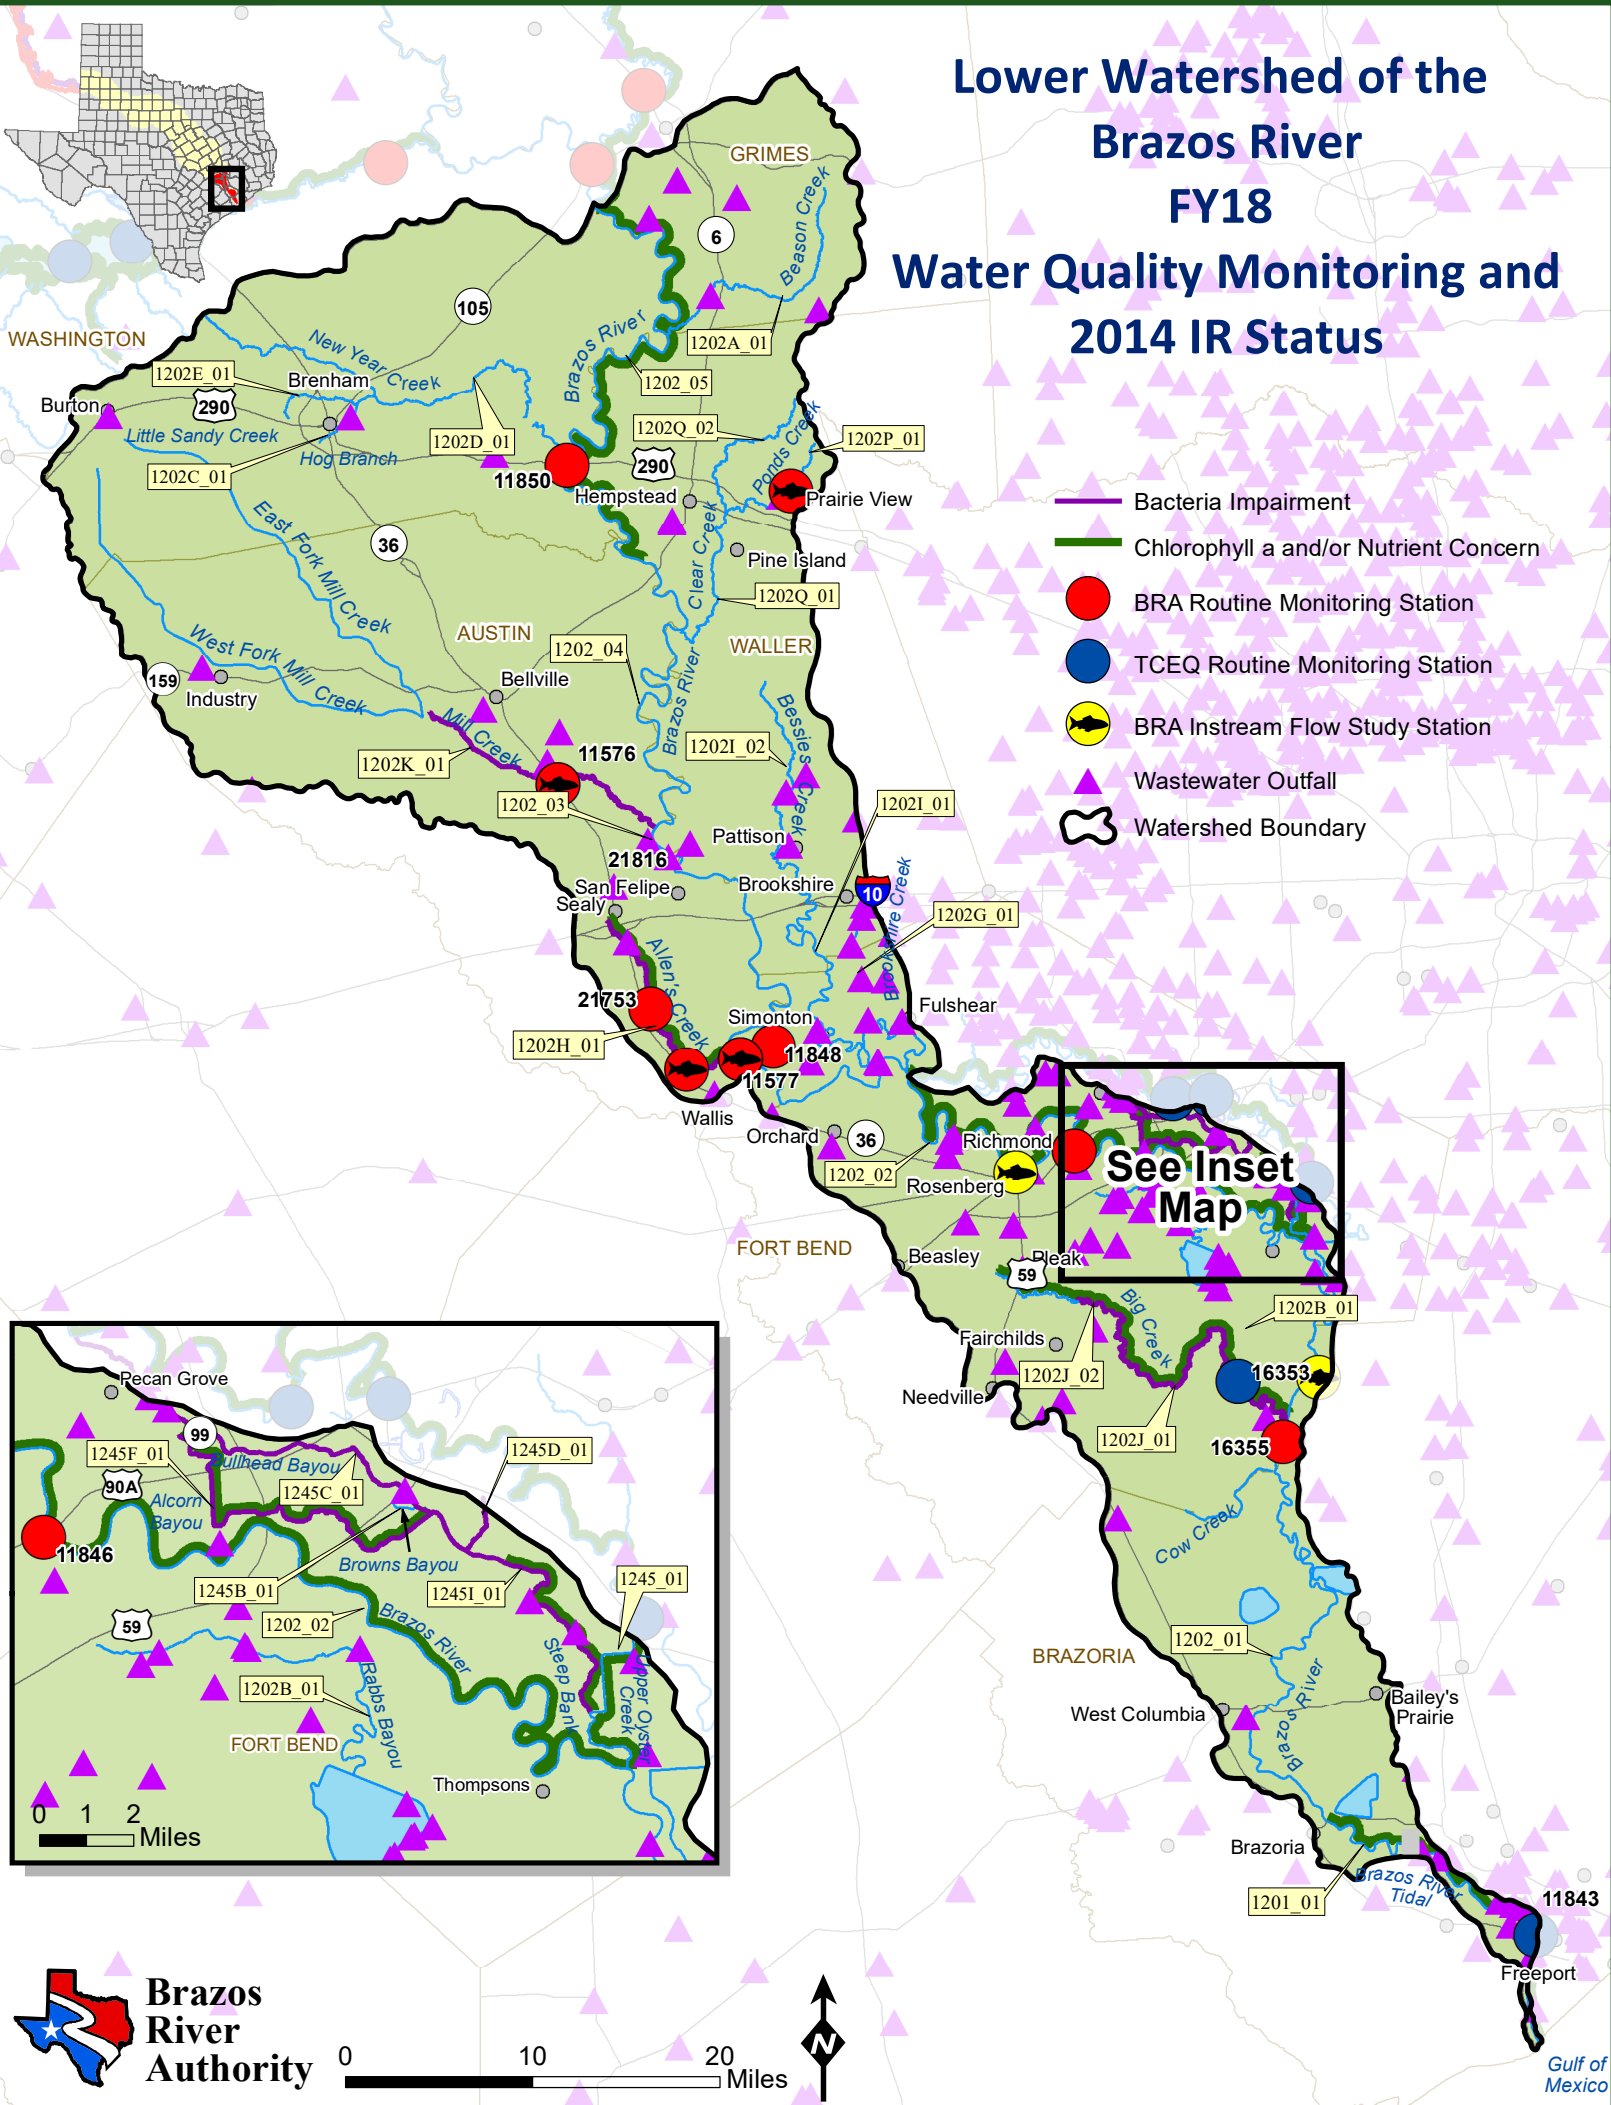 Lower Watershed of the
Brazos River
FY18
Water Quality Monitoring and
2014 IR Status
GRIMES
Beason Creek
6
105
WASHINGTON
New Year Creek
Brazos River
1202A_01
1202E_01
Brenham
1202_05
Burton
290
Little Sandy Creek
1202D_01
1202Q_02
Ponds Creek
1202P_01
Hog Branch
1202C_01
11850
290
Hempstead
Prairie View
Bacteria Impairment
Chlorophyll a and/or Nutrient Concern
BRA Routine Monitoring Station
TCEQ Routine Monitoring Station
BRA Instream Flow Study Station
Wastewater Outfall
Watershed Boundary
East Fork Mill Creek
36
Clear Creek
Pine Island
1202Q_01
AUSTIN
WALLER
West Fork Mill Creek
1202_04
159
Industry
Bellville
Brazos River
Bessies Creek
Mill Creek
1202K_01
11576
1202I_02
1202_03
1202I_01
Pattison
21816
San Felipe
Sealy
Brookshire
10
Brookshire Creek
1202G_01
Allen's Creek
21753
Simonton
Fulshear
1202H_01
11848
11577
Wallis
Orchard
36
Richmond
1202_02
Rosenberg
See Inset
Map
FORT BEND
Beasley
Pleak
59
Big Creek
1202B_01
Fairchilds
1202J_02
16353
Needville
1202J_01
16355
Cow Creek
1202_01
BRAZORIA
Brazos River
West Columbia
Bailey's
Prairie
Brazoria
Brazos River
Tidal
1201_01
11843
Freeport
Gulf of
Mexico
Pecan Grove
99
1245F_01
Bullhead Bayou
1245D_01
90A
1245C_01
Alcorn
Bayou
11846
Browns Bayou
1245B_01
1245I_01
1245_01
59
1202_02
Brazos River
Steep Bank
Upper Oyster
Creek
1202B_01
Rabbs Bayou
FORT BEND
Thompsons
0 1 2
Miles
Brazos
River
Authority
0 10 20
Miles
N